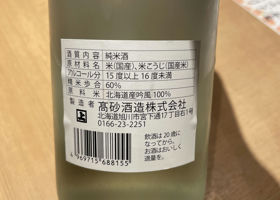 品質内容 純米酒
原材料名 米(国産)、米こうじ(国産米)
アルコール分 15度以上16度未満
精米歩合 60%
原料米 北海道産吟風100%
製造者 髙砂酒造株式会社
北海道旭川市宮下通17丁目右1号
0166-23-2251
飲酒は20歳に
なってから。
お酒はおいしく
適量を。
4969715688155